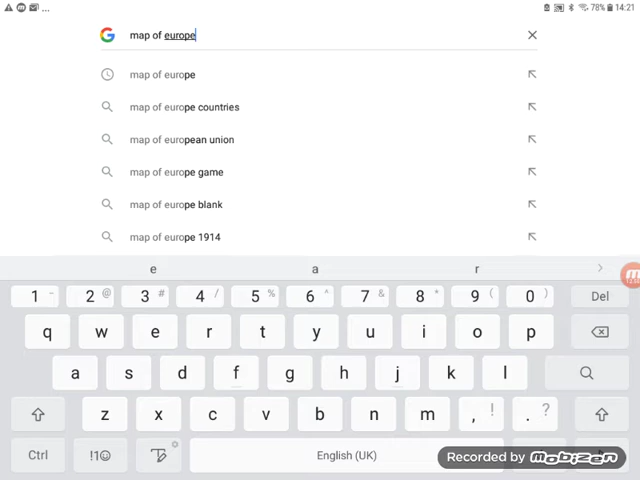 ... 78% 14:21
map of europe
map of europe
map of europe countries
map of european union
map of europe game
map of europe blank
map of europe 1914
e a r >
1 - 2 @ 3 # 4 / 5 % 6 ^ 7 & 8 * 9 ( 0 ) Del
q w e r t y u i o p
a s d f g h j k l
z x c v b n m , ! . ?
Ctrl !1☺ T English (UK)
Recorded by mobizen